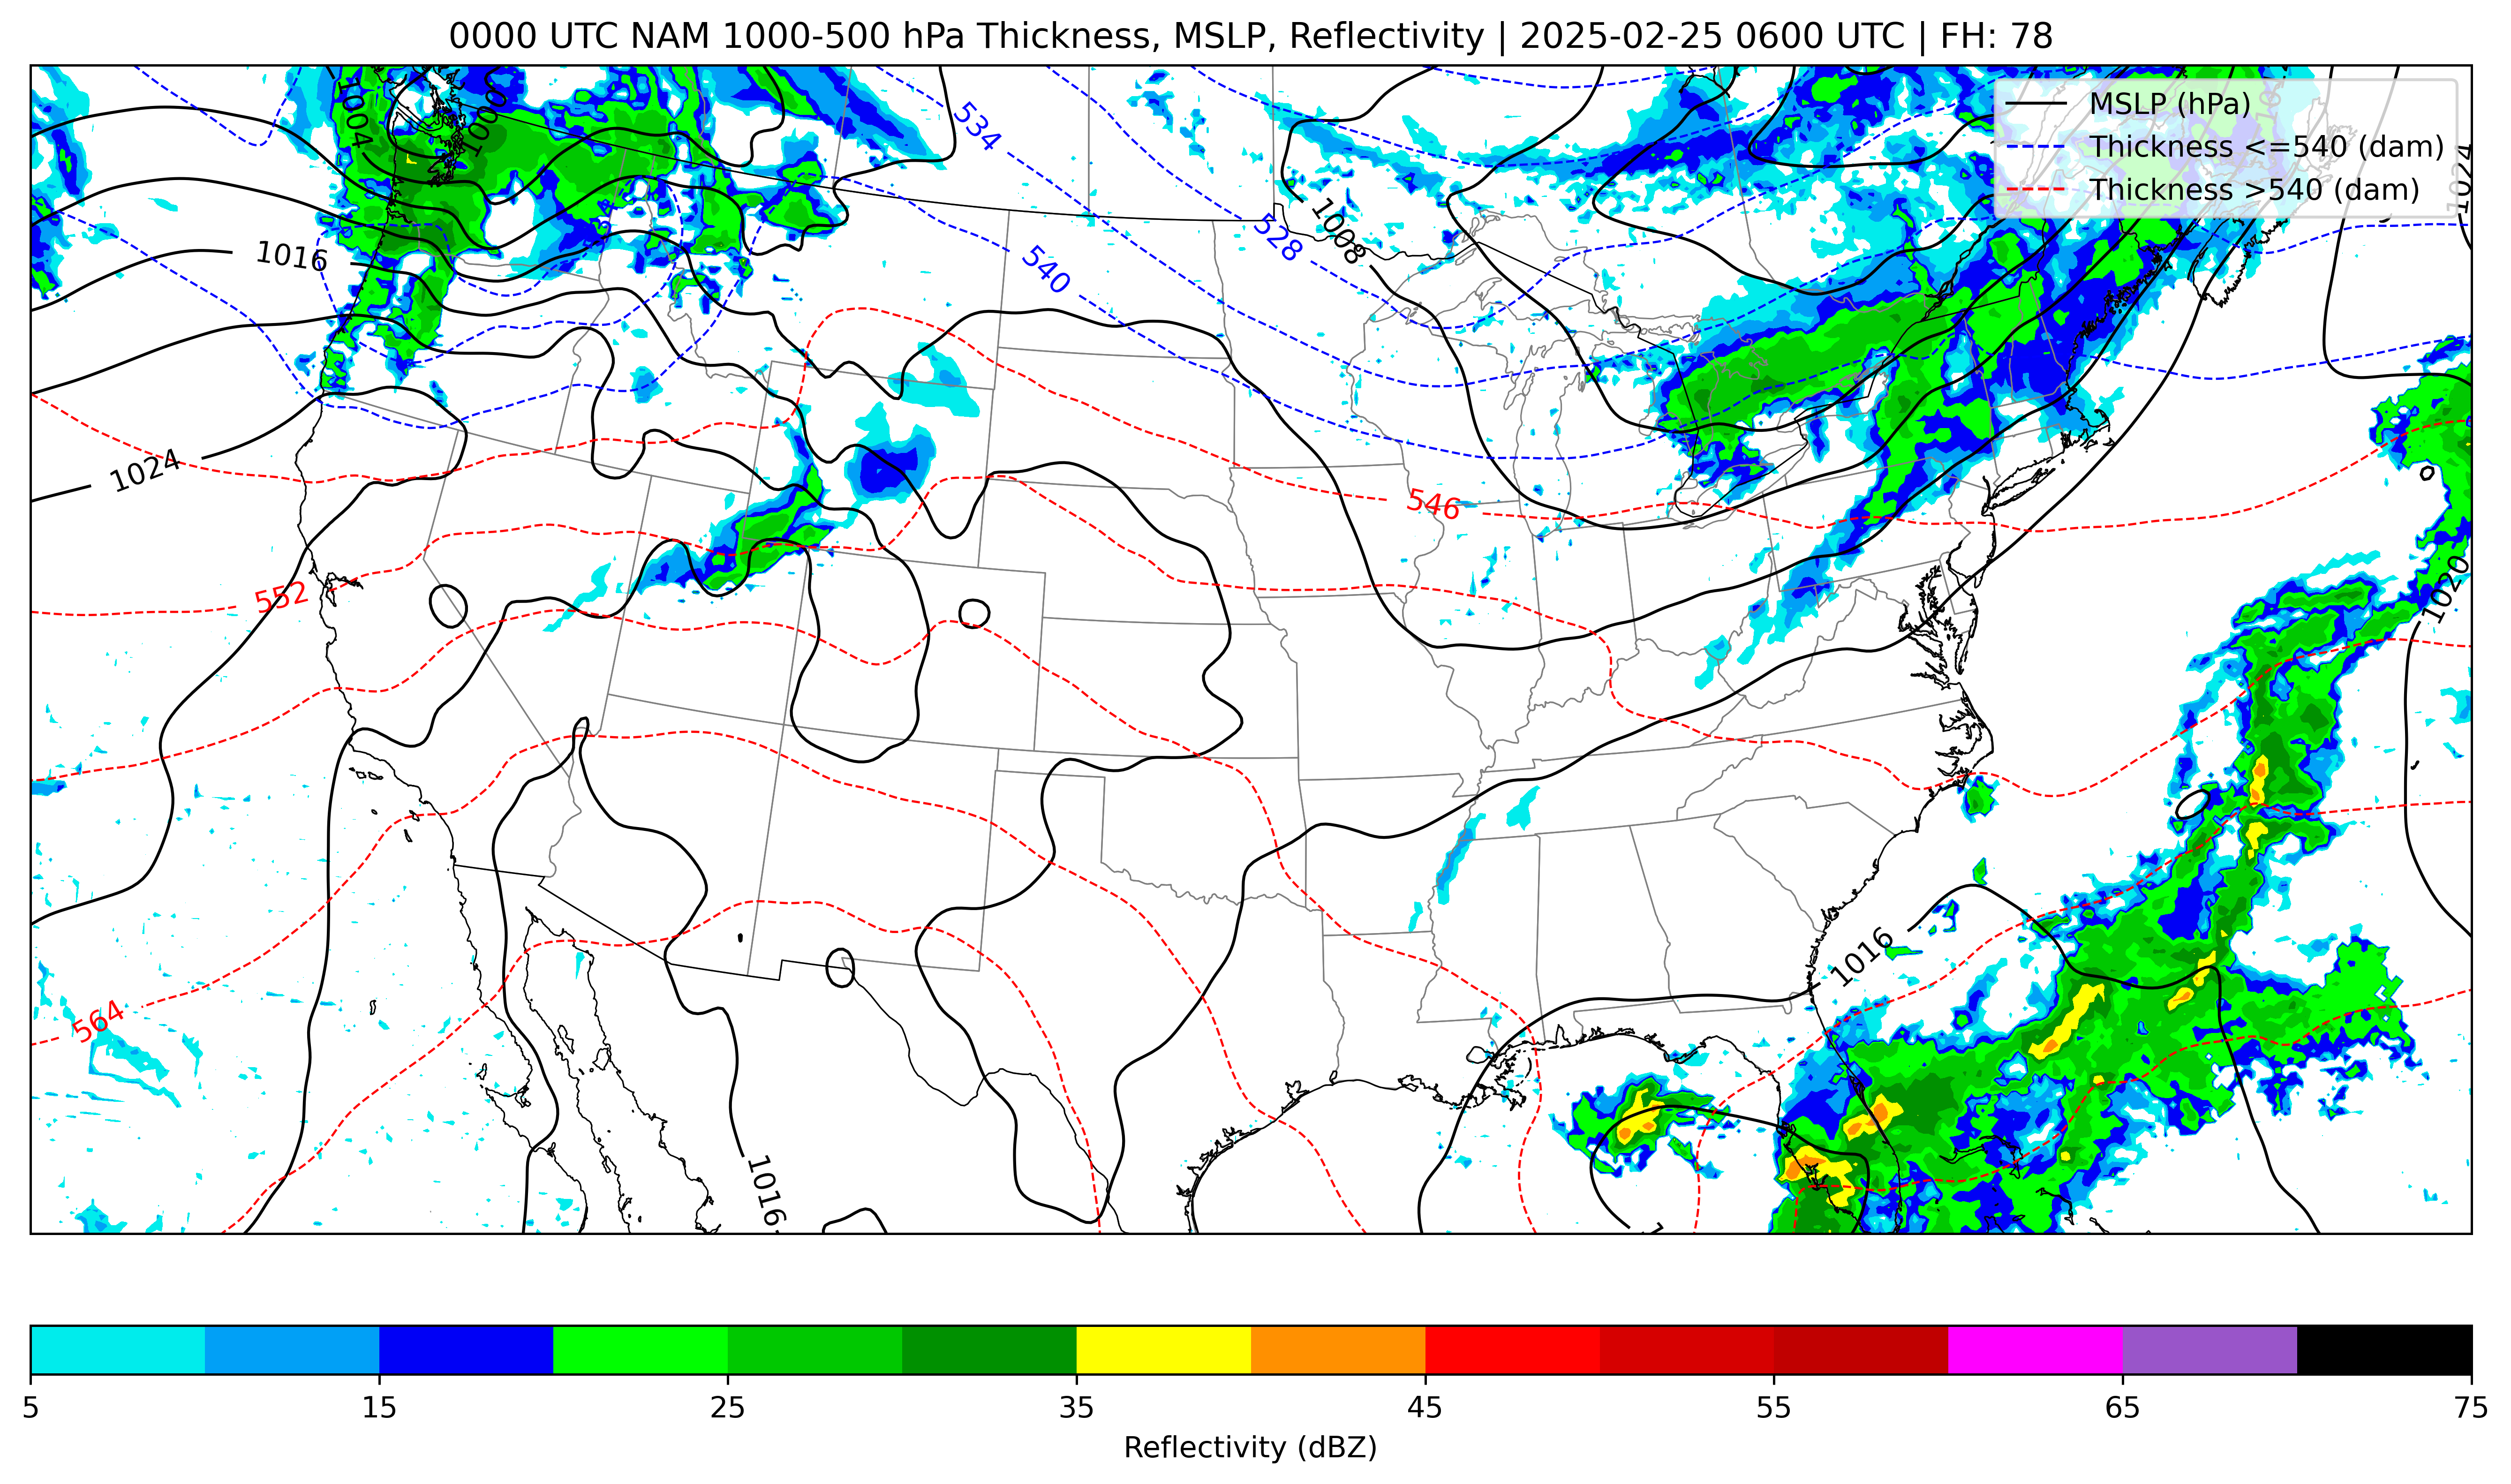 0000 UTC NAM 1000-500 hPa Thickness, MSLP, Reflectivity | 2025-02-25 0600 UTC | FH: 78
MSLP (hPa)
Thickness <=540 (dam)
Thickness >540 (dam)
1004
1000
534
1008
528
540
1024
1016
1024
546
552
1020
1016
564
1016
5 15 25 35 45 55 65 75
Reflectivity (dBZ)